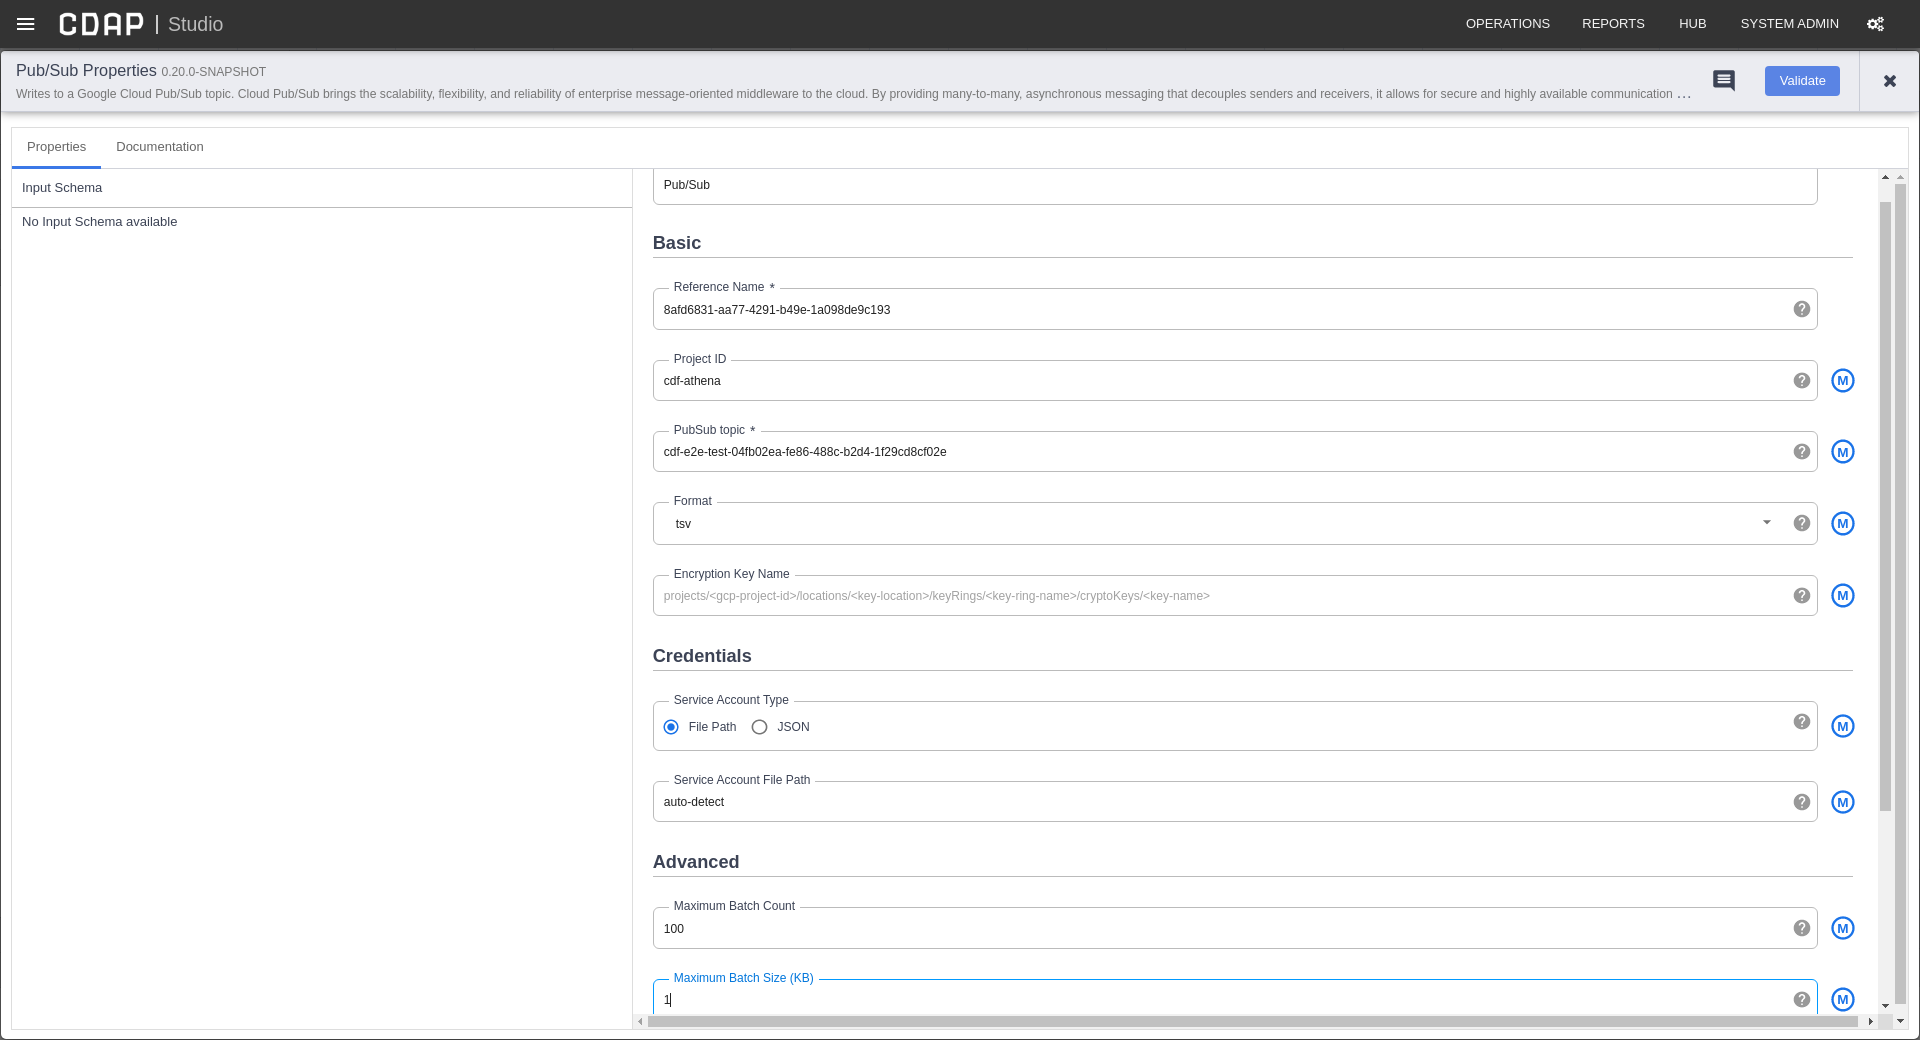 CDAP | Studio OPERATIONS REPORTS HUB SYSTEM ADMIN
Pub/Sub Properties 0.20.0-SNAPSHOT
Writes to a Google Cloud Pub/Sub topic. Cloud Pub/Sub brings the scalability, flexibility, and reliability of enterprise message-oriented middleware to the cloud. By providing many-to-many, asynchronous messaging that decouples senders and receivers, it allows for secure and highly available communication ...
Validate
Properties Documentation
Input Schema
No Input Schema available
Pub/Sub
Basic
Reference Name *
8afd6831-aa77-4291-b49e-1a098de9c193
Project ID
cdf-athena
M
PubSub topic *
cdf-e2e-test-04fb02ea-fe86-488c-b2d4-1f29cd8cf02e
M
Format
tsv
M
Encryption Key Name
projects/<gcp-project-id>/locations/<key-location>/keyRings/<key-ring-name>/cryptoKeys/<key-name>
M
Credentials
Service Account Type
File Path JSON
M
Service Account File Path
auto-detect
M
Advanced
Maximum Batch Count
100
M
Maximum Batch Size (KB)
1
M